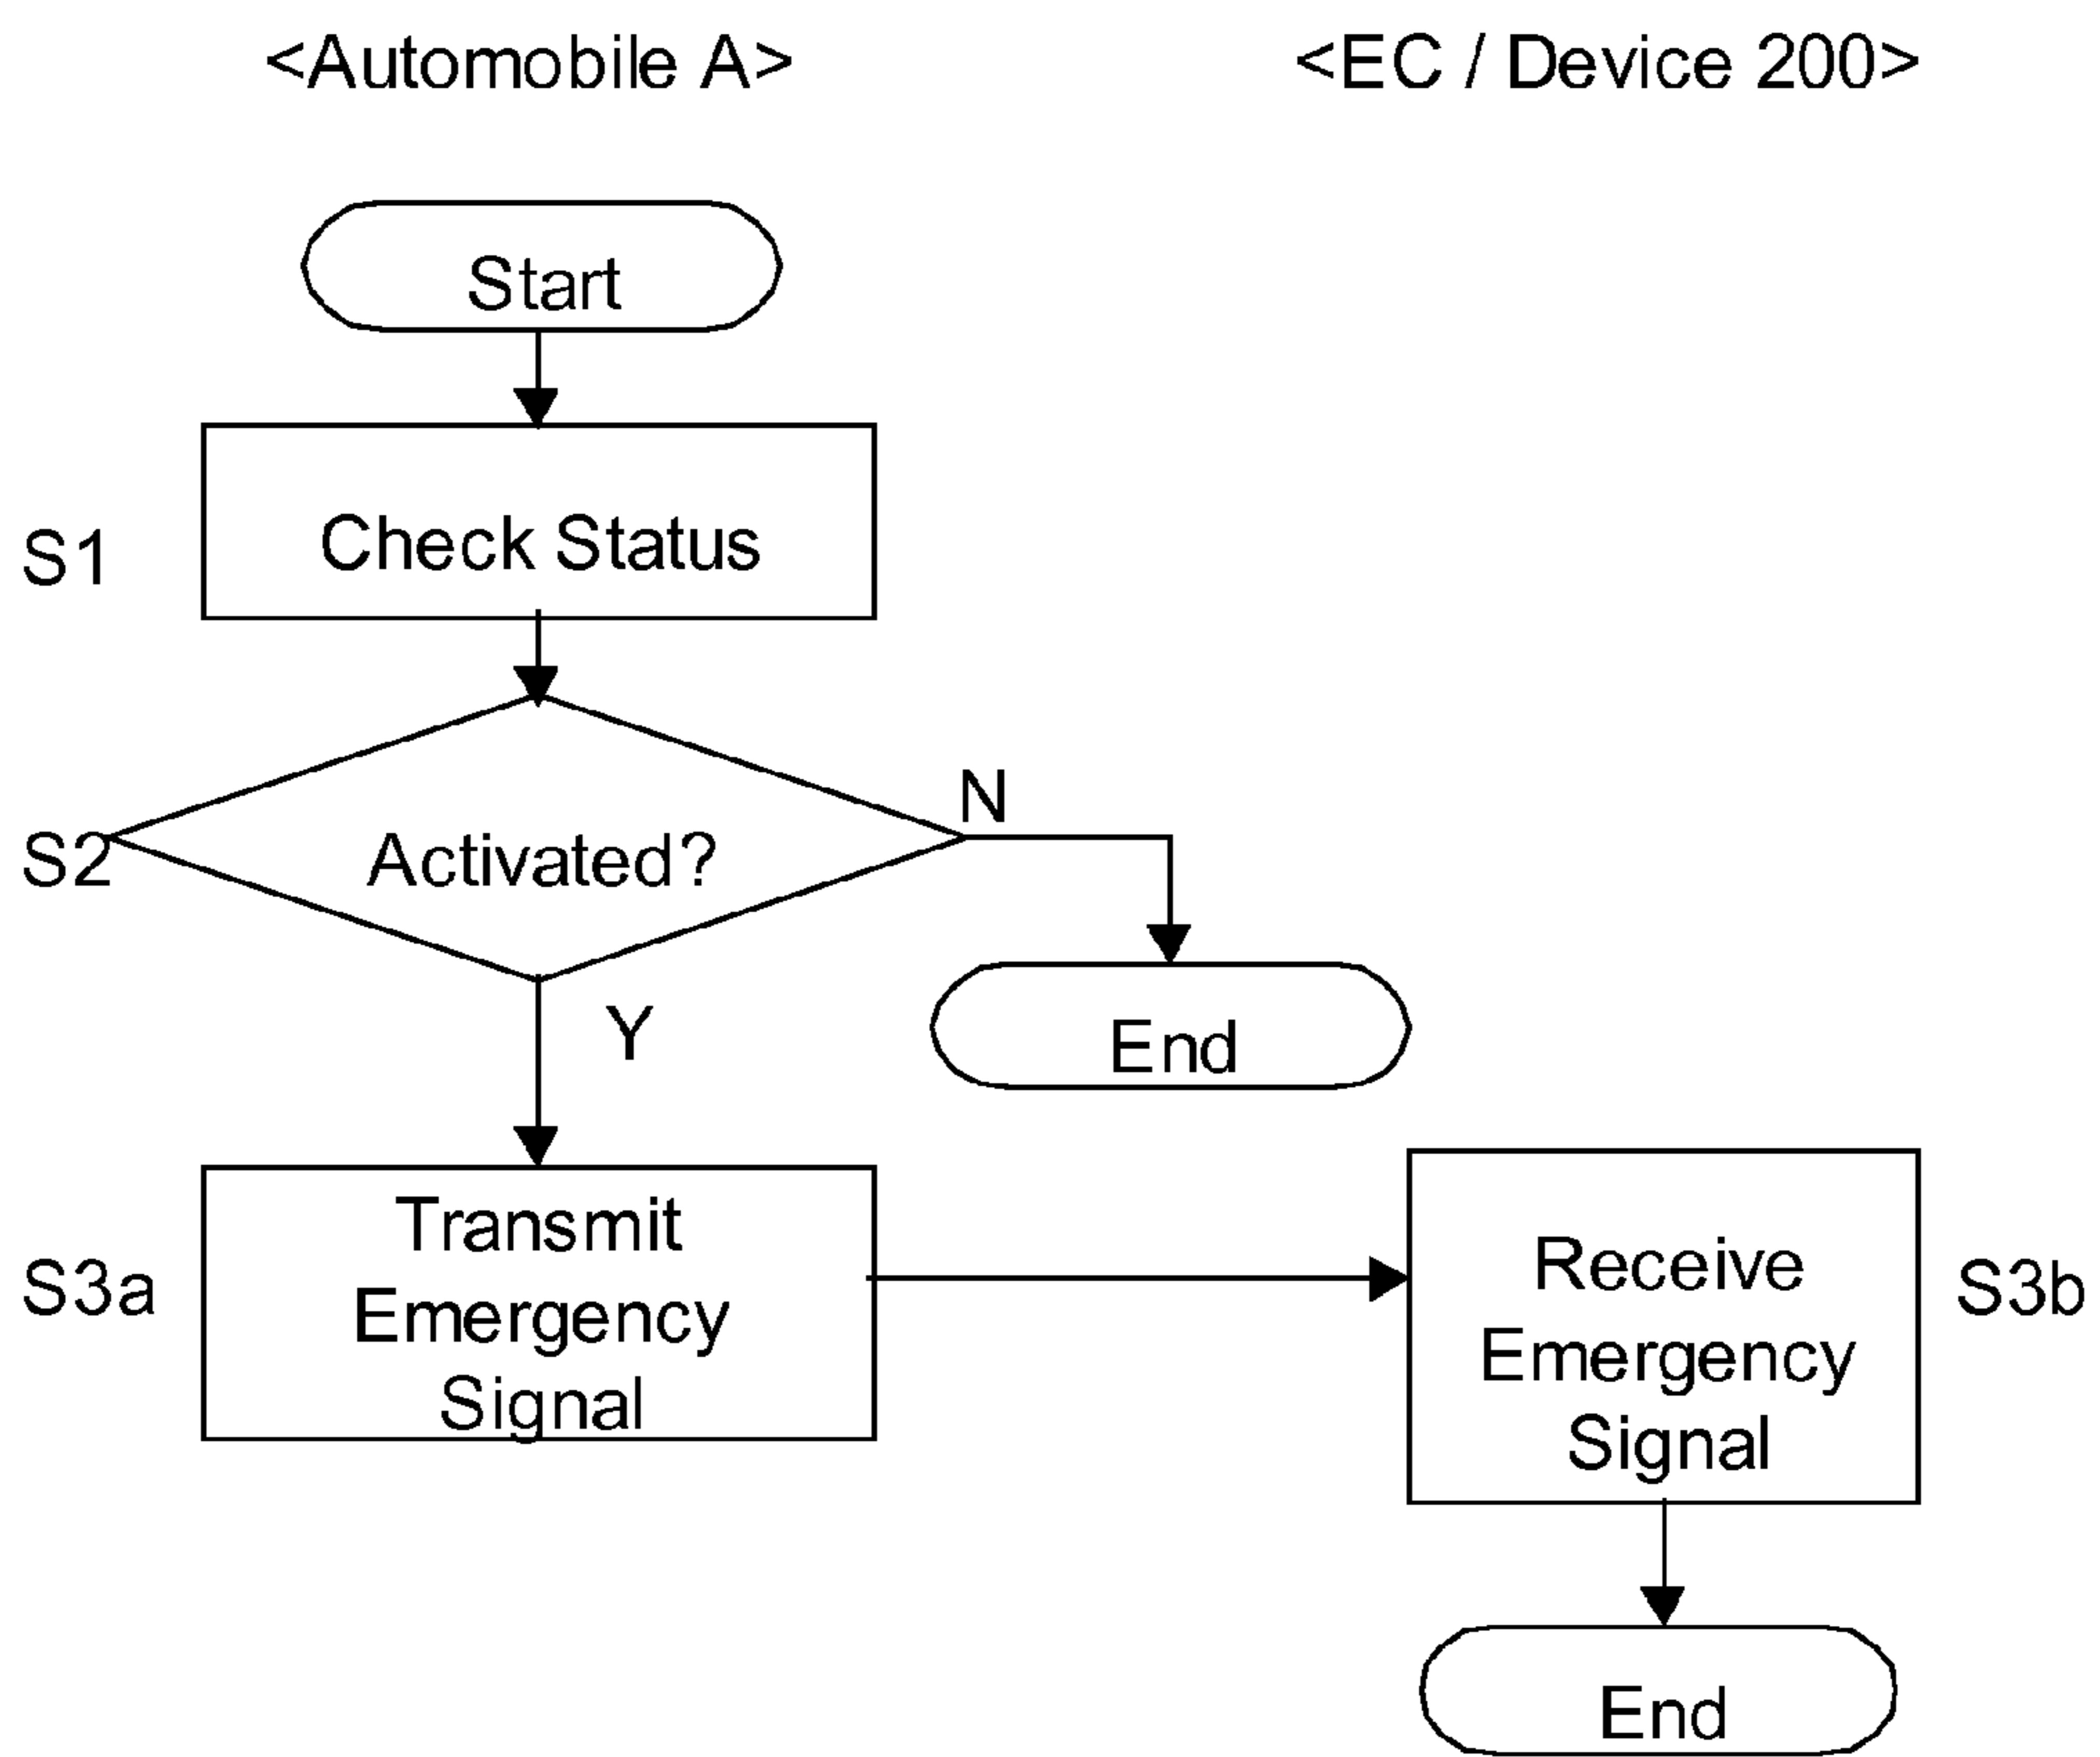 <Automobile A>
<EC / Device 200>
Start
S1
Check Status
S2
Activated?
N
Y
End
S3a
Transmit
Emergency
Signal
Receive
Emergency
Signal
S3b
End